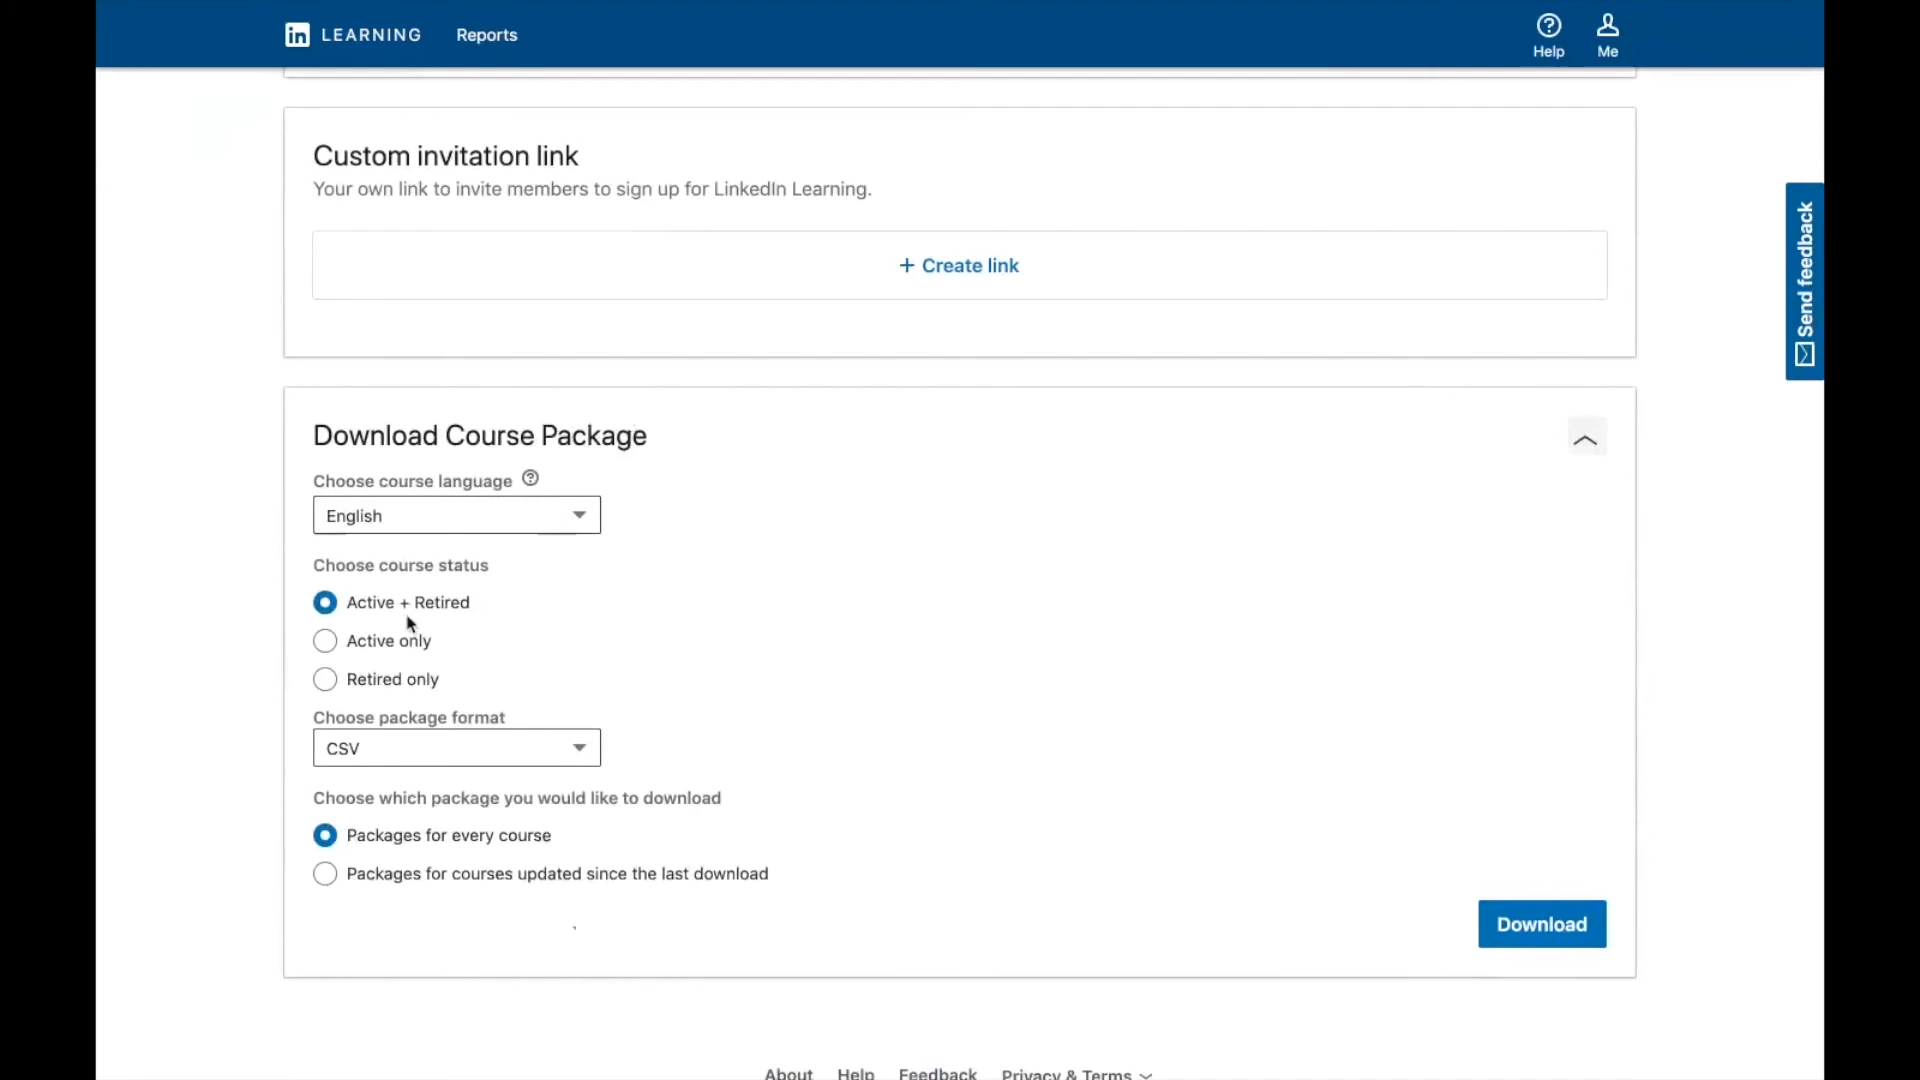 in LEARNING Reports
Help Me
Custom invitation link
Your own link to invite members to sign up for LinkedIn Learning.
+ Create link
Send feedback
Download Course Package
Choose course language
English
Choose course status
Active + Retired
Active only
Retired only
Choose package format
CSV
Choose which package you would like to download
Packages for every course
Packages for courses updated since the last download
Download
About Help Feedback Privacy & Terms